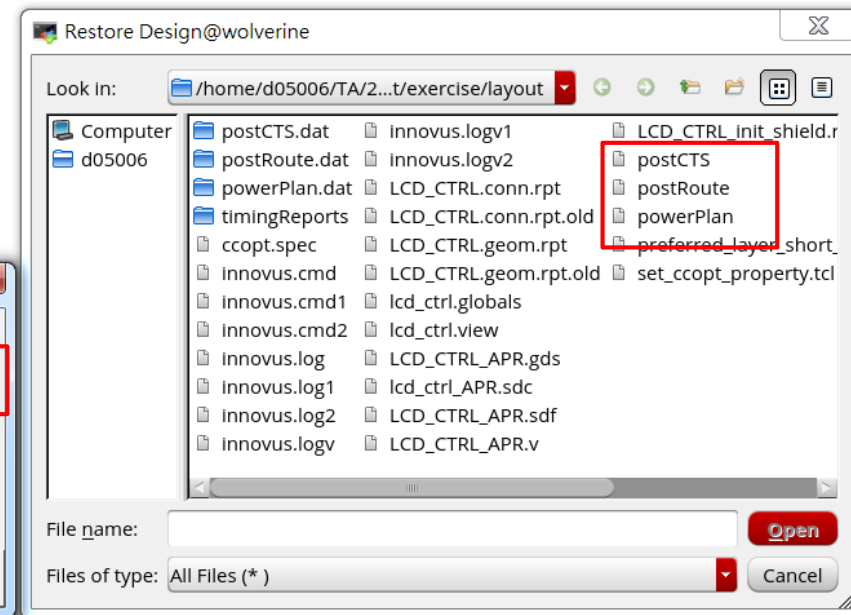 Restore Design@wolverine
Look in: /home/d05006/TA/2...t/exercise/layout
Computer
d05006
postCTS.dat
postRoute.dat
powerPlan.dat
timingReports
ccopt.spec
innovus.cmd
innovus.cmd1
innovus.cmd2
innovus.log
innovus.log1
innovus.log2
innovus.logv
innovus.logv1
innovus.logv2
LCD_CTRL.conn.rpt
LCD_CTRL.conn.rpt.old
LCD_CTRL.geom.rpt
LCD_CTRL.geom.rpt.old
lcd_ctrl.globals
lcd_ctrl.view
LCD_CTRL_APR.gds
lcd_ctrl_APR.sdc
LCD_CTRL_APR.sdf
LCD_CTRL_APR.v
LCD_CTRL_init_shield.r
postCTS
postRoute
powerPlan
preferred_layer_short_
set_ccopt_property.tcl
File name: Open
Files of type: All Files (* ) Cancel